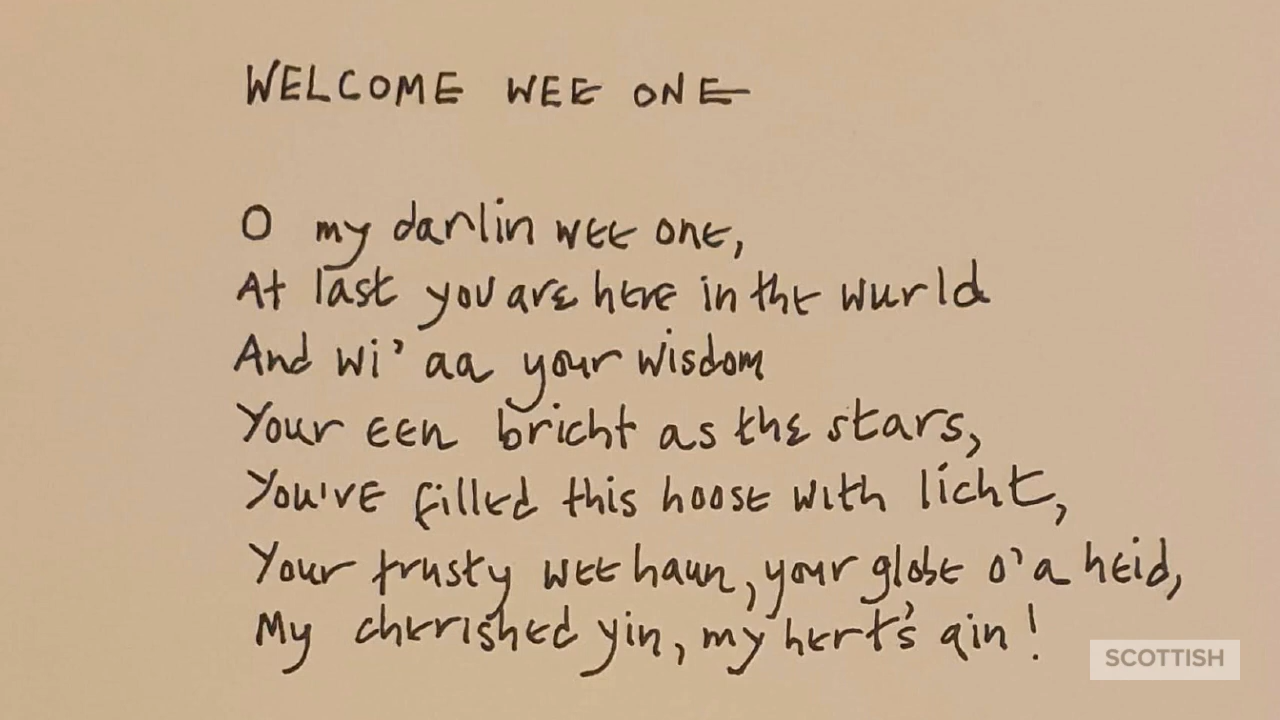 WELCOME WEE ONE
O my darlin wee one,
At last you are here in the wurld
And wi' aa your wisdom
Your een bricht as the stars,
You've filled this hoose with licht,
Your trusty wee haun, your globe o' a heid,
My cherished yin, my hert's ain!
SCOTTISH